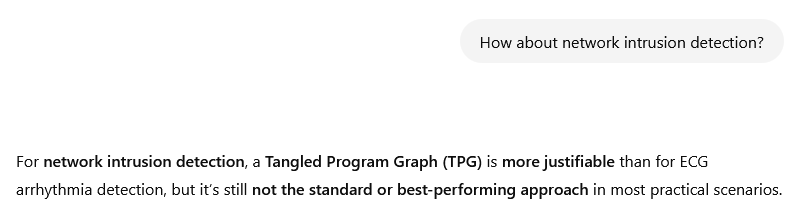 How about network intrusion detection?
For network intrusion detection, a Tangled Program Graph (TPG) is more justifiable than for ECG
arrhythmia detection, but it’s still not the standard or best-performing approach in most practical scenarios.